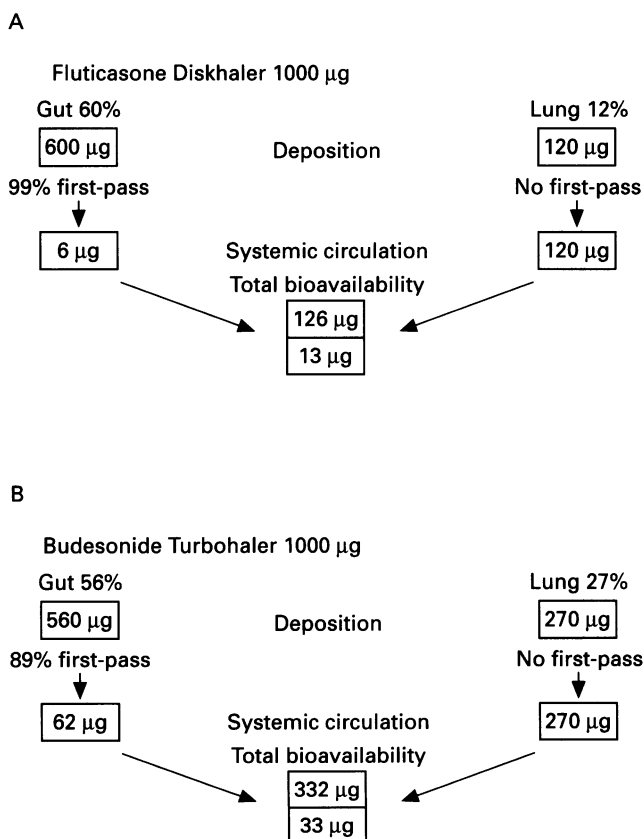 A
Fluticasone Diskhaler 1000 μg
Gut 60%
Lung 12%
600 μg
Deposition
120 μg
99% first-pass
No first-pass
6 μg
Systemic circulation
120 μg
Total bioavailability
126 μg
13 μg
B
Budesonide Turbohaler 1000 μg
Gut 56%
Lung 27%
560 μg
Deposition
270 μg
89% first-pass
No first-pass
62 μg
Systemic circulation
270 μg
Total bioavailability
332 μg
33 μg